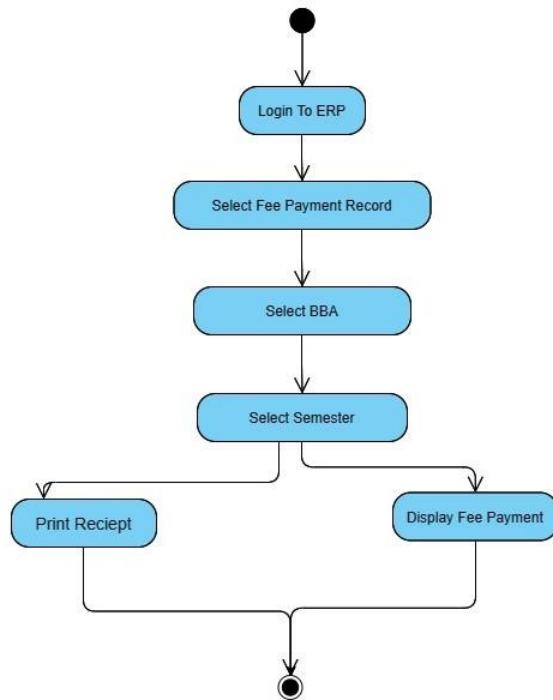 Login To ERP
Select Fee Payment Record
Select BBA
Select Semester
Print Reciept
Display Fee Payment